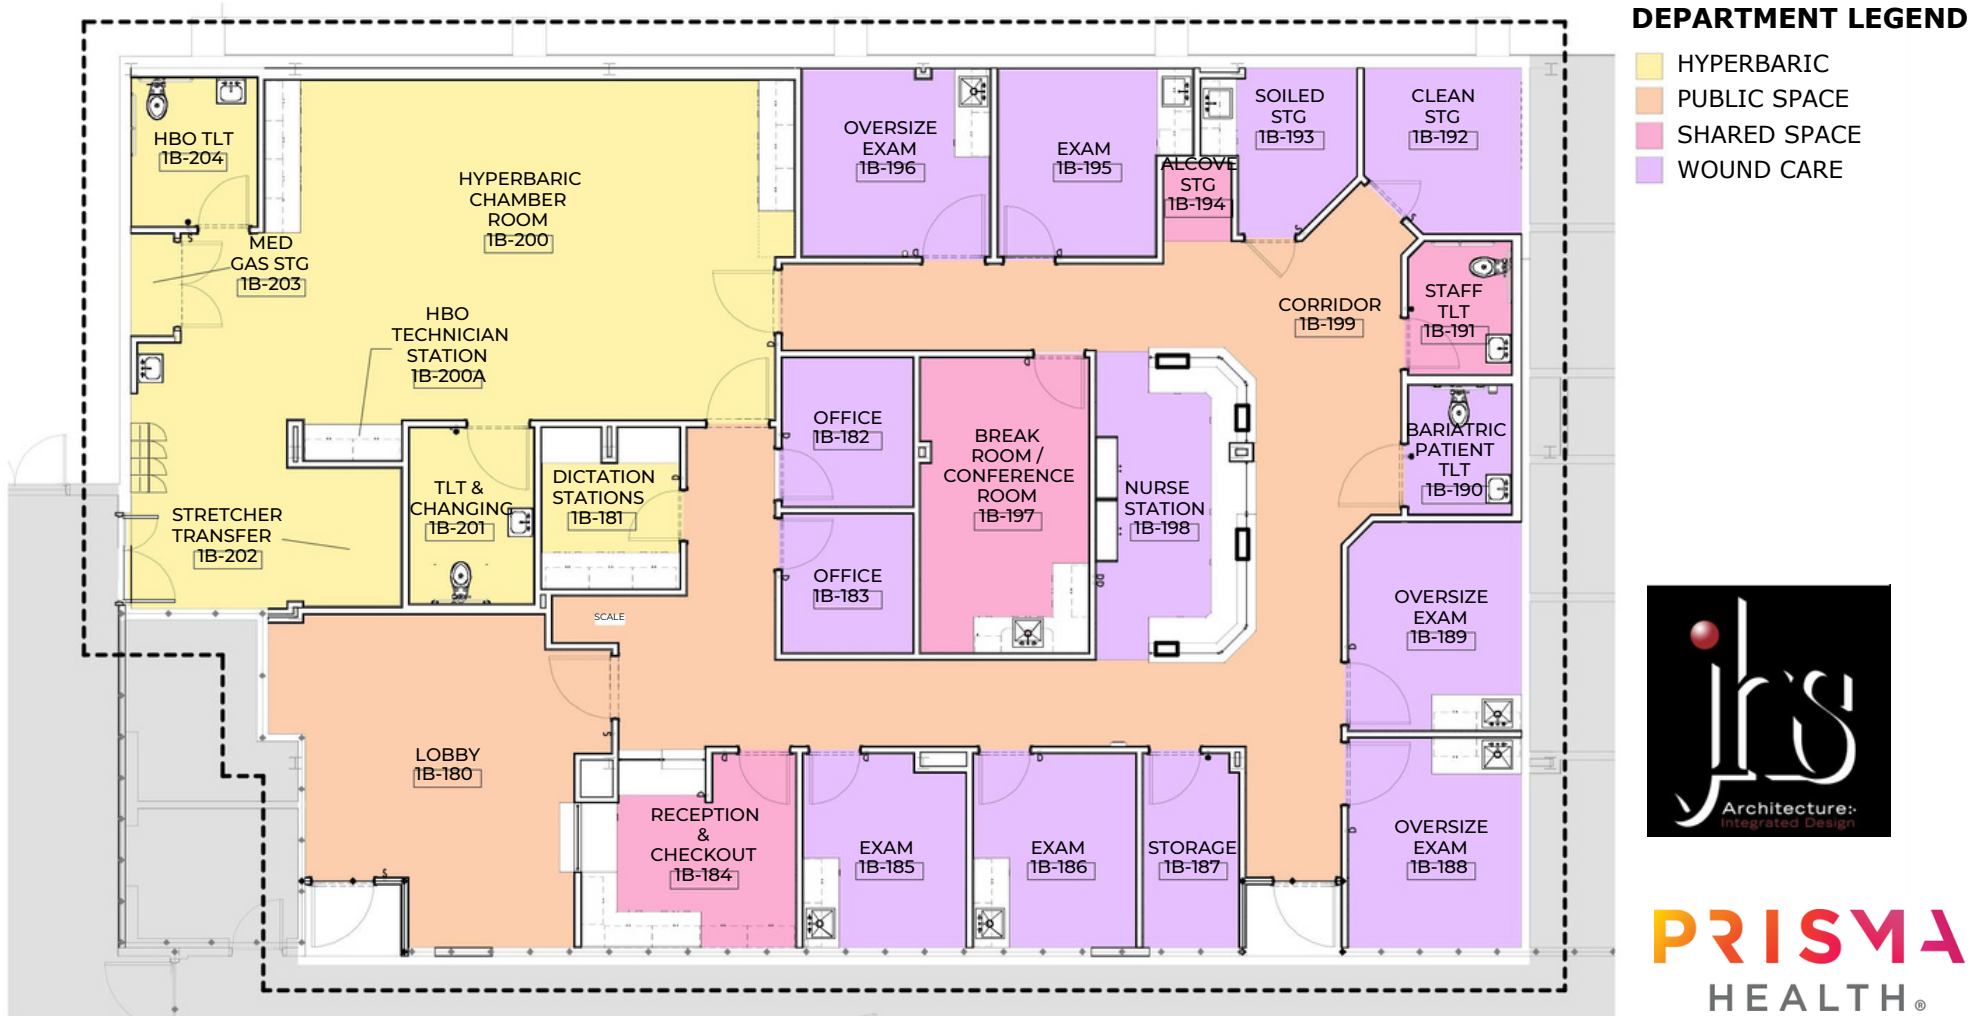 DEPARTMENT LEGEND
HYPERBARIC
PUBLIC SPACE
SHARED SPACE
WOUND CARE
HBO TLT
1B-204
HYPERBARIC
CHAMBER
ROOM
1B-200
OVERSIZE
EXAM
1B-196
EXAM
1B-195
ALCOVE
STG
1B-194
SOILED
STG
1B-193
CLEAN
STG
1B-192
MED
GAS STG
1B-203
HBO
TECHNICIAN
STATION
1B-200A
CORRIDOR
1B-199
STAFF
TLT
1B-191
OFFICE
1B-182
BREAK
ROOM /
CONFERENCE
ROOM
1B-197
NURSE
STATION
1B-198
BARIATRIC
PATIENT
TLT
1B-190
STRETCHER
TRANSFER
1B-202
TLT &
CHANGING
1B-201
DICTATION
STATIONS
1B-181
OFFICE
1B-183
SCALE
OVERSIZE
EXAM
1B-189
LOBBY
1B-180
RECEPTION
&
CHECKOUT
1B-184
EXAM
1B-185
EXAM
1B-186
STORAGE
1B-187
OVERSIZE
EXAM
1B-188
jhs
Architecture:
Integrated Design
PRISMA
HEALTH®